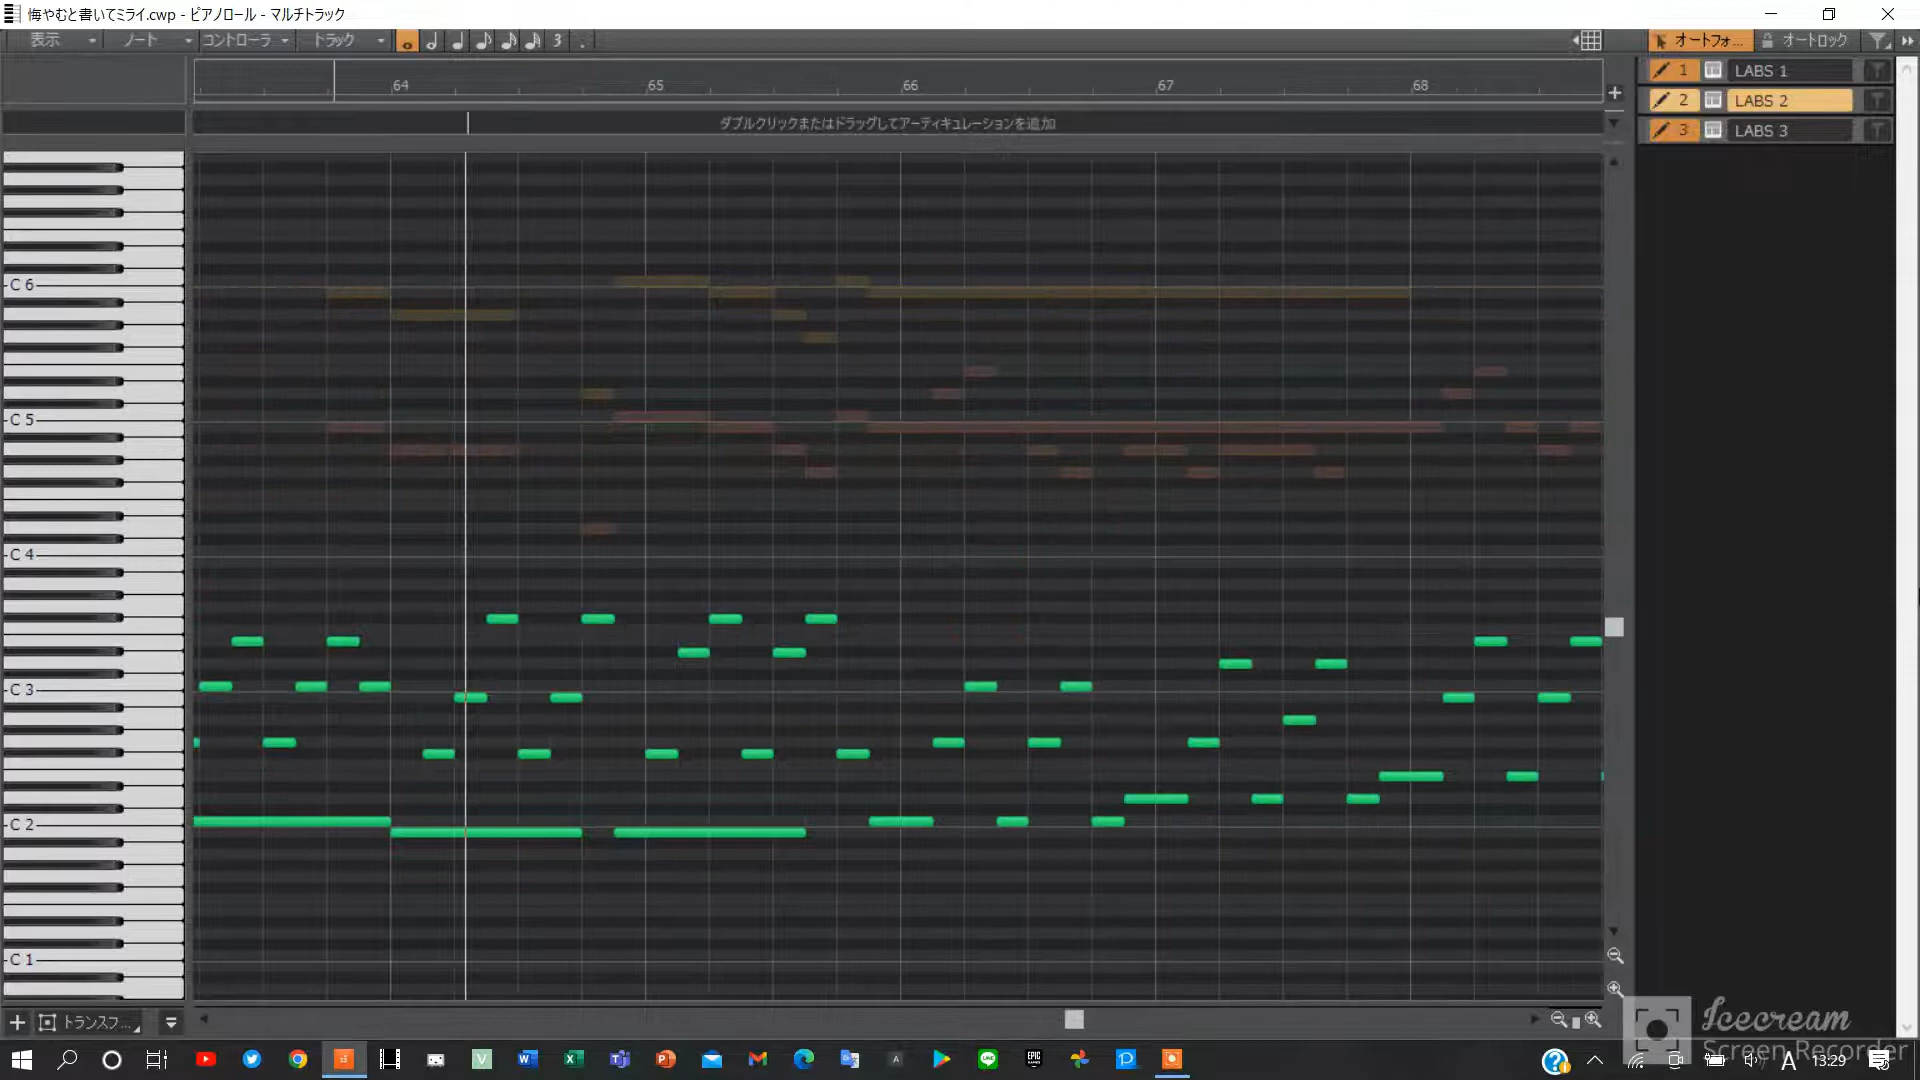 悔やむと書いてミライ.cwp - ピアノロール - マルチトラック
表示 ノート コントローラ トラック 3 . オートフォ... オートロック
64 65 66 67 68
1 LABS 1
2 LABS 2
3 LABS 3
ダブルクリックまたはドラッグしてアーティキュレーションを追加
C 6
C 5
C 4
C 3
C 2
C 1
トランスフ...
Icecream
Screen Recorder
A 13:29